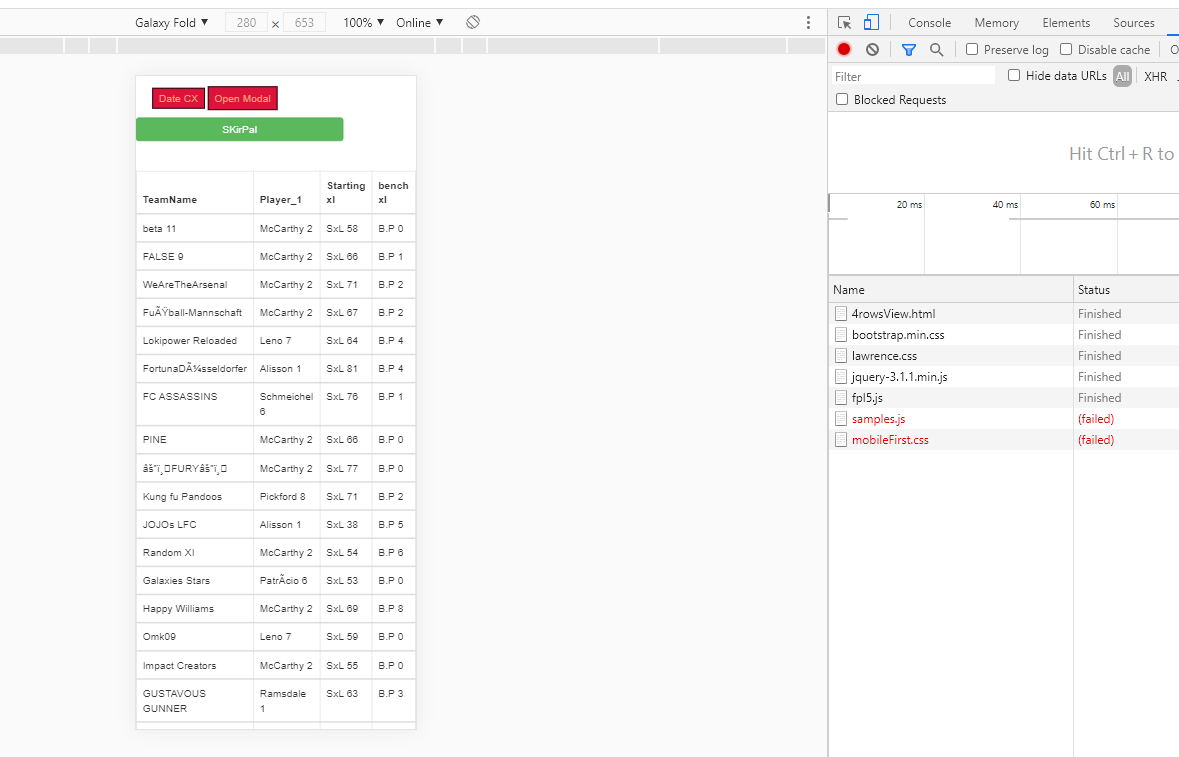 Galaxy Fold ▼ 280 × 653 100% ▼ Online ▼
Console Memory Elements Sources
Preserve log Disable cache
Filter Hide data URLs All XHR
Blocked Requests
Hit Ctrl + R to
20 ms 40 ms 60 ms
Name Status
4rowsView.html Finished
bootstrap.min.css Finished
lawrence.css Finished
jquery-3.1.1.min.js Finished
fpl5.js Finished
samples.js (failed)
mobileFirst.css (failed)
Date CX Open Modal
SKirPal
TeamName Player_1 Starting xI bench xI
beta 11 McCarthy 2 SxL 58 B.P 0
FALSE 9 McCarthy 2 SxL 66 B.P 1
WeAreTheArsenal McCarthy 2 SxL 71 B.P 2
FuÃŸball-Mannschaft McCarthy 2 SxL 67 B.P 2
Lokipower Reloaded Leno 7 SxL 64 B.P 4
FortunaDÃ¼sseldorfer Alisson 1 SxL 81 B.P 4
FC ASSASSINS Schmeichel 6 SxL 76 B.P 1
PINE McCarthy 2 SxL 66 B.P 0
McCarthy 2 SxL 77 B.P 0
Kung fu Pandoos Pickford 8 SxL 71 B.P 2
JOJOs LFC Alisson 1 SxL 38 B.P 5
Random XI McCarthy 2 SxL 54 B.P 6
Galaxies Stars PatrÃcio 6 SxL 53 B.P 0
Happy Williams McCarthy 2 SxL 69 B.P 8
Omk09 Leno 7 SxL 59 B.P 0
Impact Creators McCarthy 2 SxL 55 B.P 0
GUSTAVOUS GUNNER Ramsdale 1 SxL 63 B.P 3